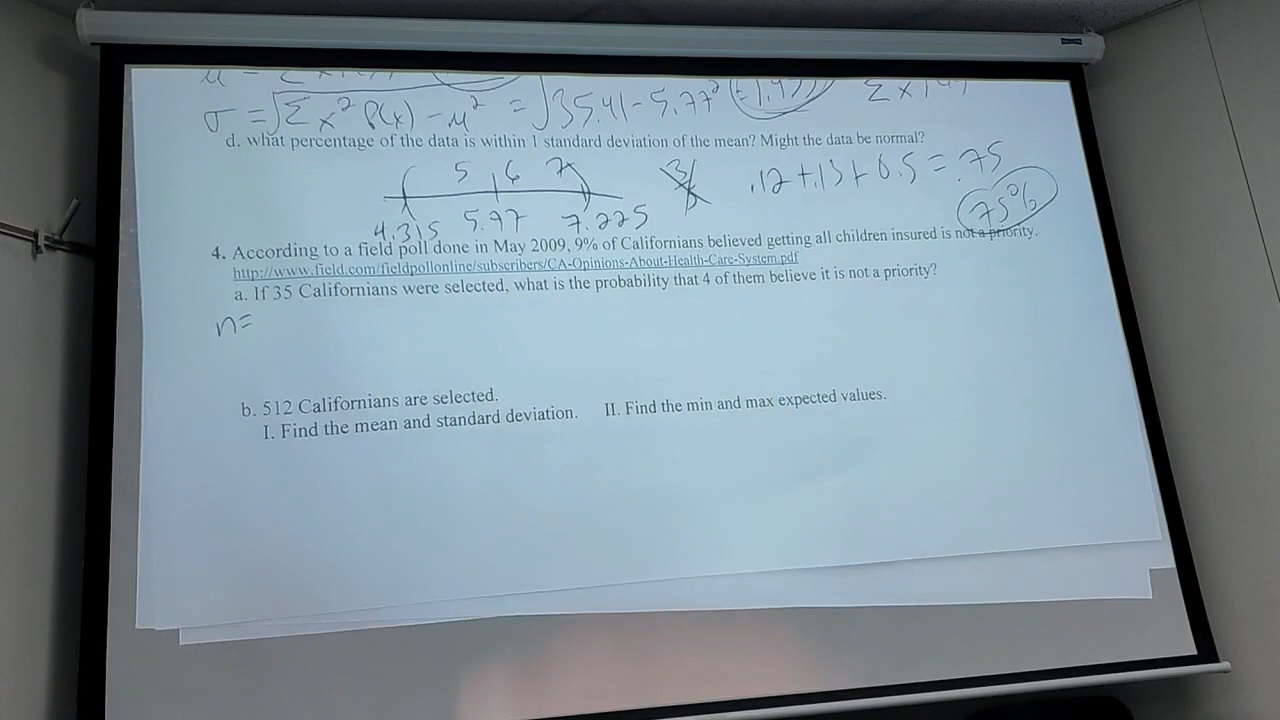 σ = √Σx²P(x) - μ² = √35.41 - 5.77²
d. what percentage of the data is within 1 standard deviation of the mean? Might the data be normal?
5 6 7
.12 + .13 + 0.5 = .75
4.315 5.97 7.225
75%
4. According to a field poll done in May 2009, 9% of Californians believed getting all children insured is not a priority.
http://www.field.com/fieldpollonline/subscribers/CA-Opinions-About-Health-Care-System.pdf
a. If 35 Californians were selected, what is the probability that 4 of them believe it is not a priority?
n=
b. 512 Californians are selected.
I. Find the mean and standard deviation. II. Find the min and max expected values.